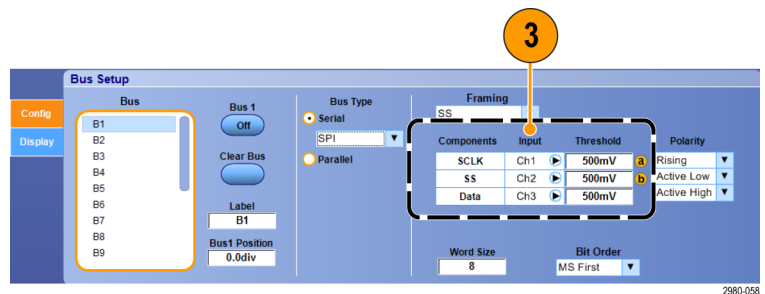 3
Bus Setup
Config
Display
Bus
B1
B2
B3
B4
B5
B6
B7
B8
B9
Bus 1
Off
Clear Bus
Label
B1
Bus1 Position
0.0div
Bus Type
Serial
SPI
Parallel
Framing
SS
Components Input Threshold Polarity
SCLK Ch1 500mV a Rising
SS Ch2 500mV b Active Low
Data Ch3 500mV Active High
Word Size
8
Bit Order
MS First
2980-058